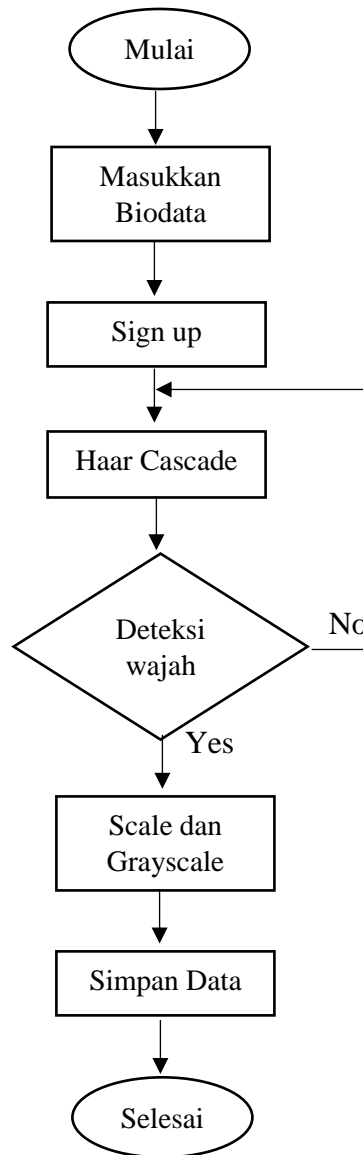 Mulai
Masukkan
Biodata
Sign up
Haar Cascade
Deteksi
wajah
No
Yes
Scale dan
Grayscale
Simpan Data
Selesai